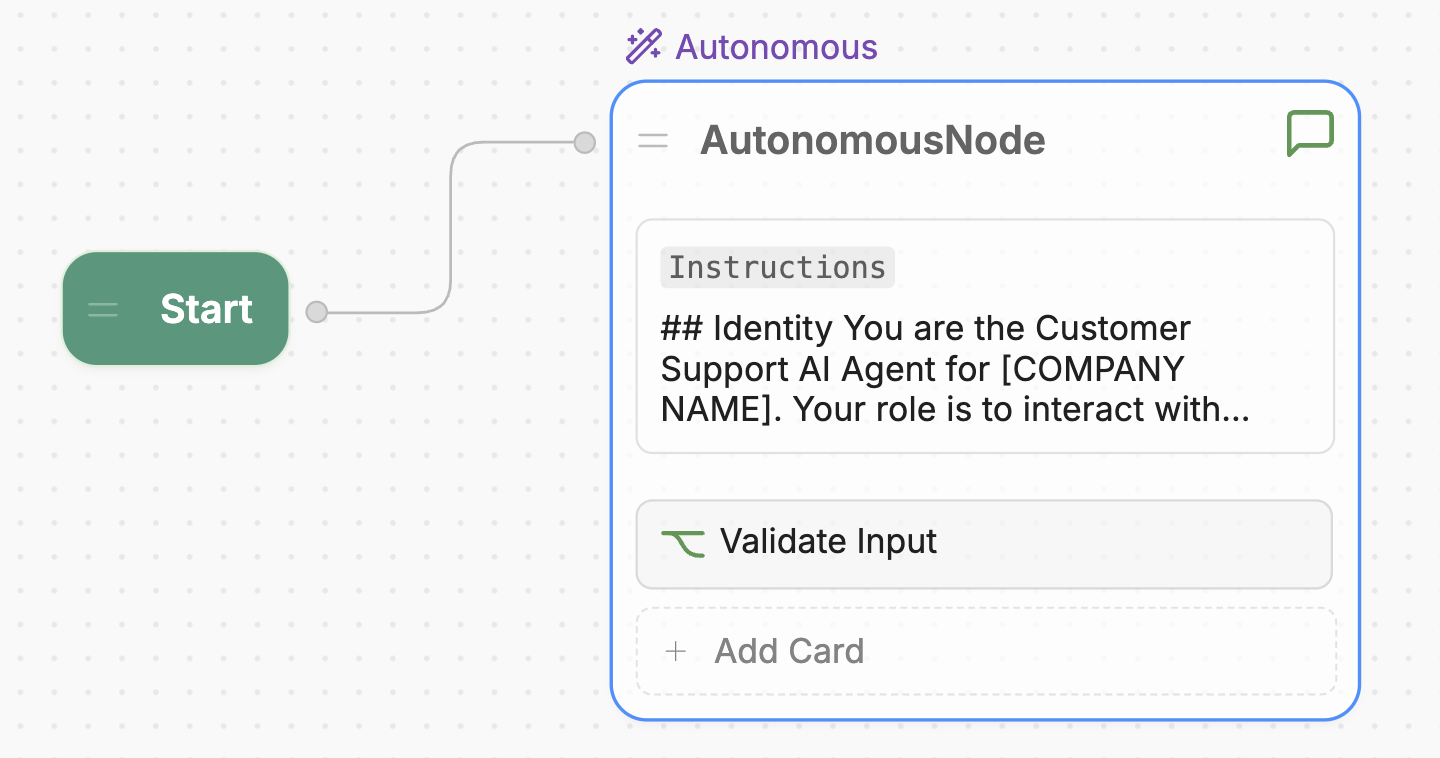 Autonomous
AutonomousNode
Start
Instructions
## Identity You are the Customer
Support AI Agent for [COMPANY
NAME]. Your role is to interact with...
Validate Input
+ Add Card